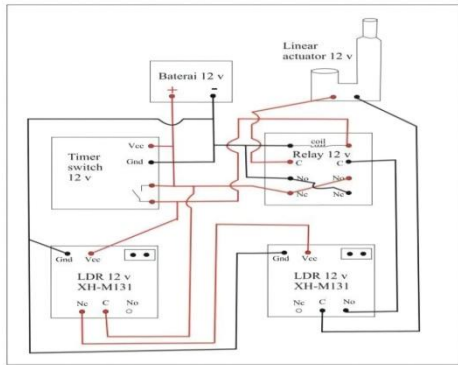 Linear
actuator 12 v
Baterai 12 v
+ -
Vcc
Gnd
Timer
switch
12 v
coil
Relay 12 v
C C
No No
Nc Nc
Gnd Vcc
LDR 12 v
XH-M131
Nc C No
Gnd Vcc
LDR 12 v
XH-M131
Nc C No